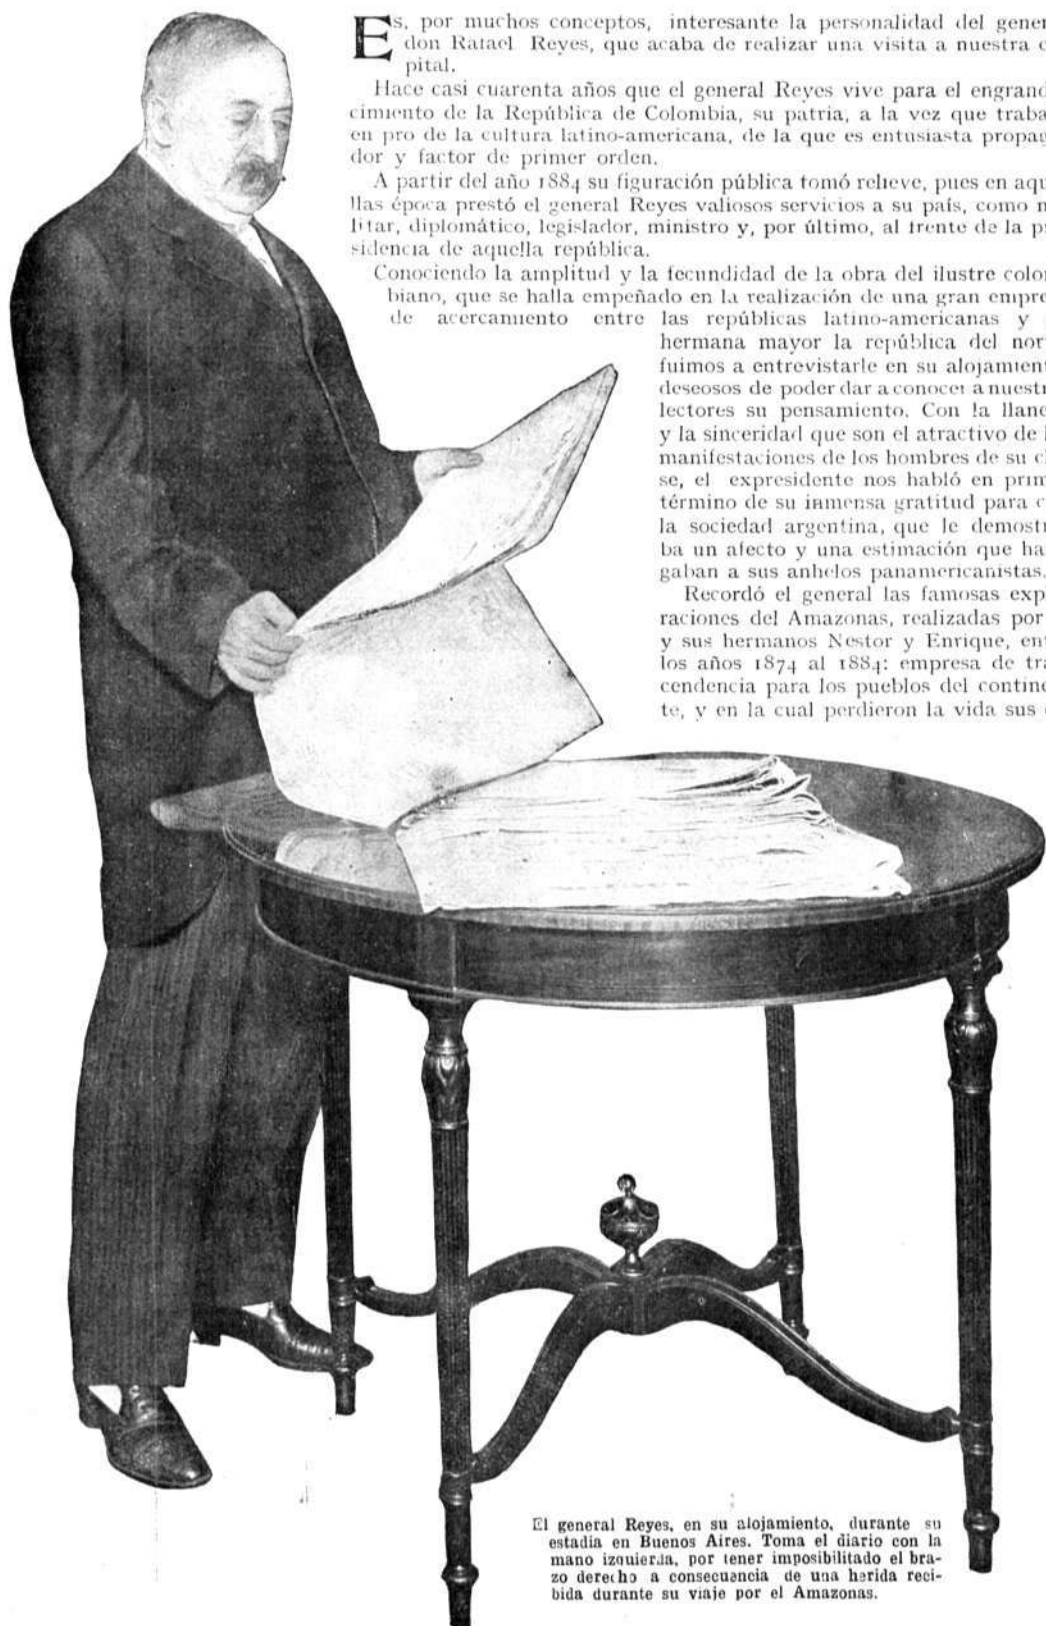 Es, por muchos conceptos, interesante la personalidad del gener
don Rafael Reyes, que acaba de realizar una visita a nuestra c
pital.
Hace casi cuarenta años que el general Reyes vive para el engrand
cimiento de la República de Colombia, su patria, a la vez que traba
en pro de la cultura latino-americana, de la que es entusiasta propag
dor y factor de primer orden.
A partir del año 1884 su figuración pública tomó relieve, pues en aqu
llas época prestó el general Reyes valiosos servicios a su país, como m
litar, diplomático, legislador, ministro y, por último, al frente de la p
sidencia de aquella república.
Conociendo la amplitud y la fecundidad de la obra del ilustre colom
biano, que se halla empeñado en la realización de una gran empre
de acercamiento entre las repúblicas latino-americanas y
hermana mayor la república del nor
fuimos a entrevistarle en su alojamient
deseosos de poder dar a conocer a nuestr
lectores su pensamiento. Con la llane
y la sinceridad que son el atractivo de l
manifestaciones de los hombres de su cl
se, el expresidente nos habló en prim
término de su inmensa gratitud para c
la sociedad argentina, que le demostr
ba un afecto y una estimación que ha
gaban a sus anhelos panamericanistas.
Recordó el general las famosas exp
raciones del Amazonas, realizadas por
y sus hermanos Nestor y Enrique, ent
los años 1874 al 1884: empresa de tra
cendencia para los pueblos del contine
te, y en la cual perdieron la vida sus
El general Reyes, en su alojamiento, durante su
estadía en Buenos Aires. Toma el diario con la
mano izquierda, por tener imposibilitado el bra-
zo derecho a consecuencia de una herida reci-
bida durante su viaje por el Amazonas.